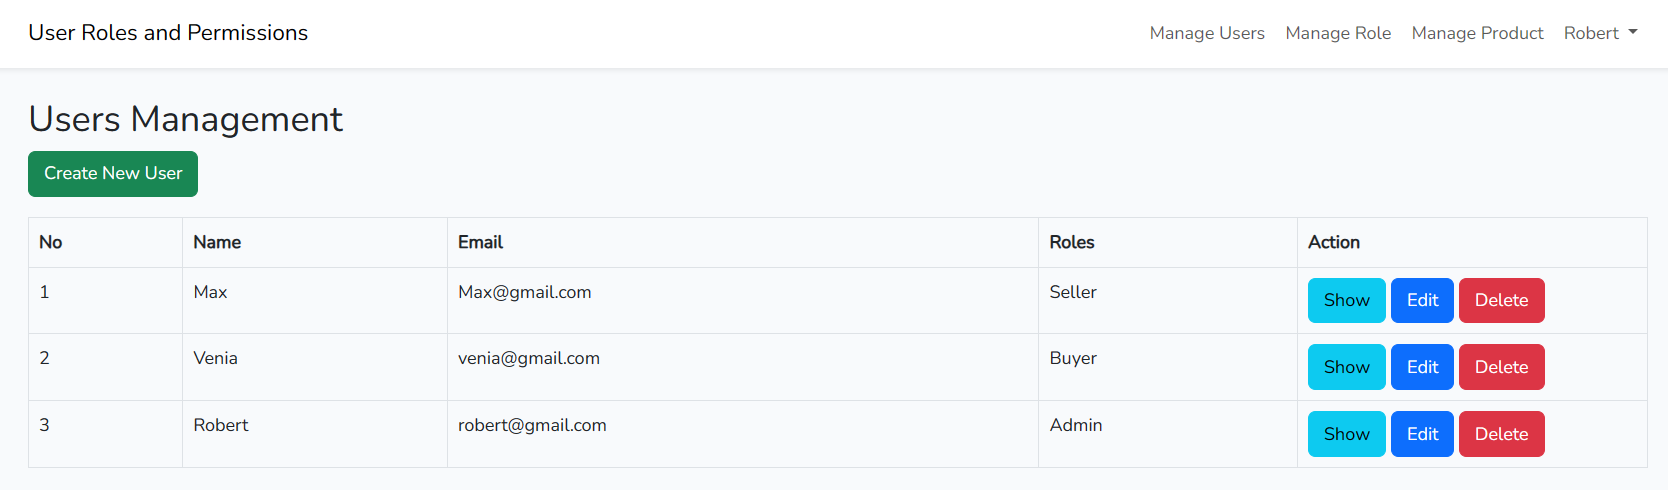 User Roles and Permissions Manage Users Manage Role Manage Product Robert
Users Management
Create New User
No Name Email Roles Action
1 Max Max@gmail.com Seller Show Edit Delete
2 Venia venia@gmail.com Buyer Show Edit Delete
3 Robert robert@gmail.com Admin Show Edit Delete